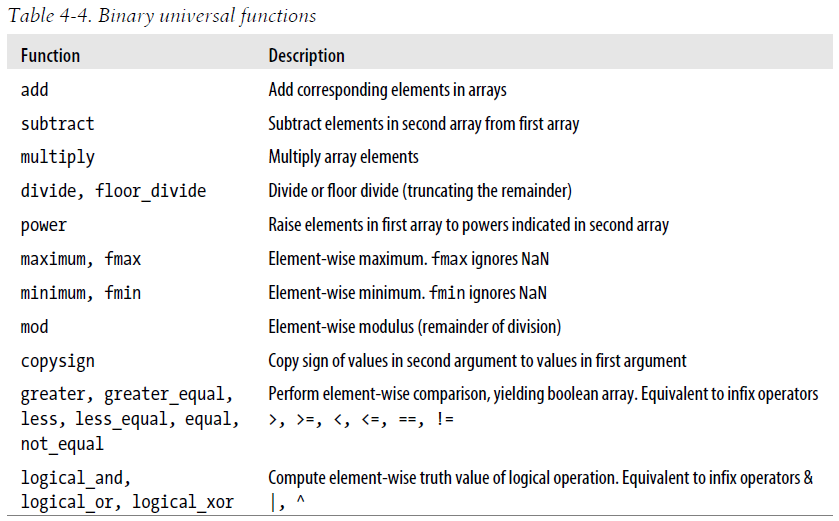 Table 4-4. Binary universal functions
Function Description
add Add corresponding elements in arrays
subtract Subtract elements in second array from first array
multiply Multiply array elements
divide, floor_divide Divide or floor divide (truncating the remainder)
power Raise elements in first array to powers indicated in second array
maximum, fmax Element-wise maximum. fmax ignores NaN
minimum, fmin Element-wise minimum. fmin ignores NaN
mod Element-wise modulus (remainder of division)
copysign Copy sign of values in second argument to values in first argument
greater, greater_equal, Perform element-wise comparison, yielding boolean array. Equivalent to infix operators
less, less_equal, equal, >, >=, <, <=, ==, !=
not_equal
logical_and, Compute element-wise truth value of logical operation. Equivalent to infix operators &
logical_or, logical_xor |, ^